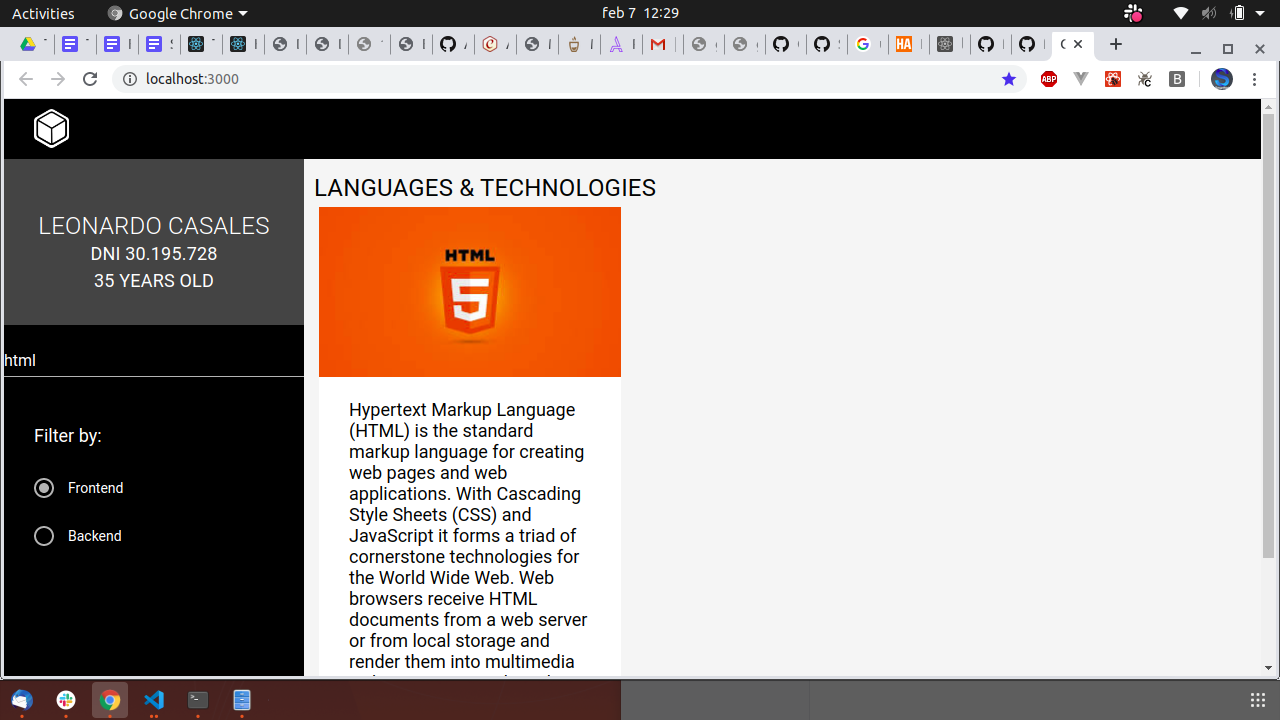 Activities
Google Chrome
feb 7 12:29
localhost:3000
ABP
LEONARDO CASALES
DNI 30.195.728
35 YEARS OLD
html
Filter by:
Frontend
Backend
LANGUAGES & TECHNOLOGIES
HTML
5
Hypertext Markup Language
(HTML) is the standard
markup language for creating
web pages and web
applications. With Cascading
Style Sheets (CSS) and
JavaScript it forms a triad of
cornerstone technologies for
the World Wide Web. Web
browsers receive HTML
documents from a web server
or from local storage and
render them into multimedia